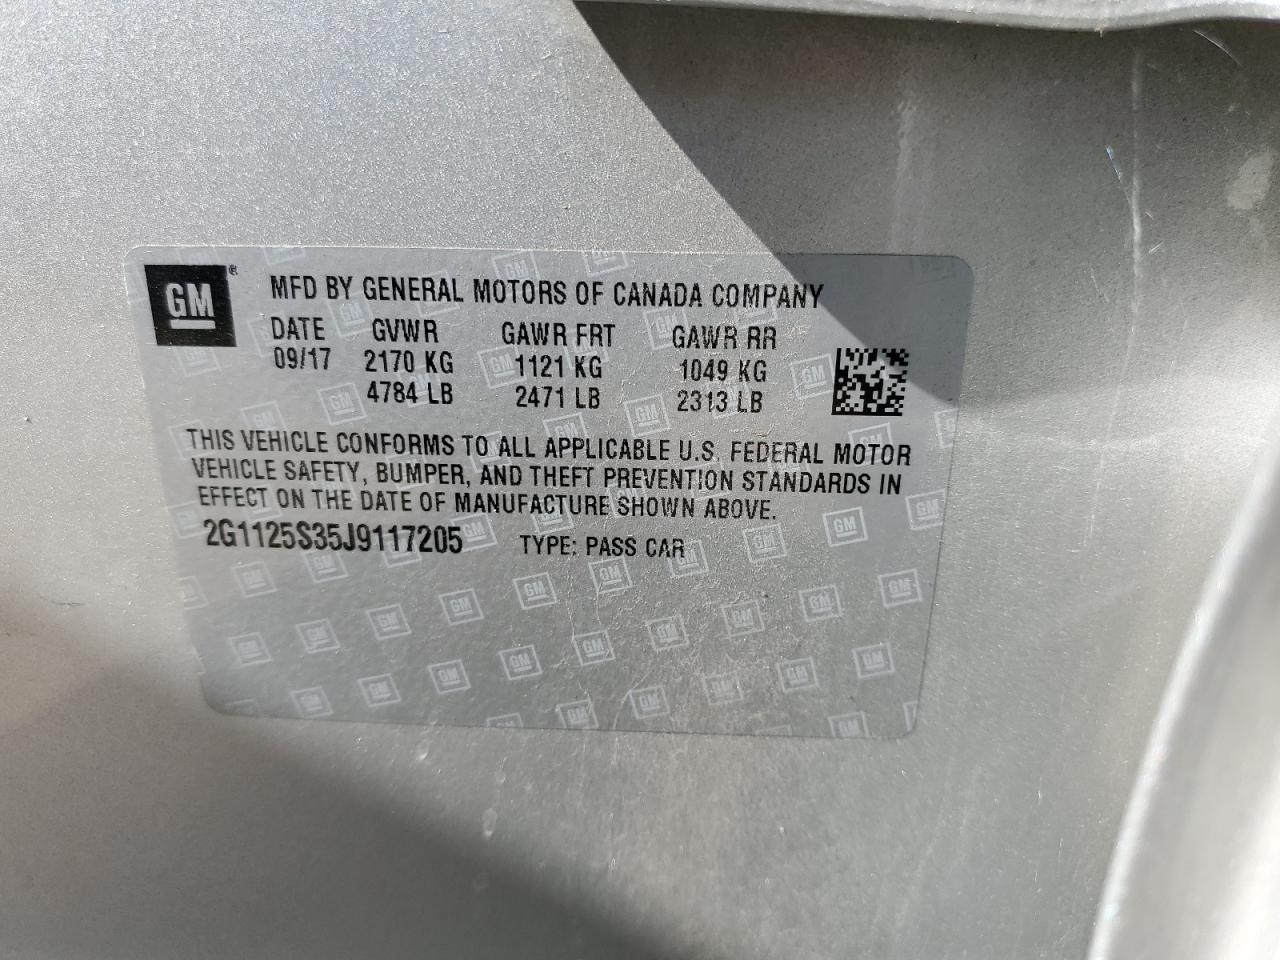 GM®
MFD BY GENERAL MOTORS OF CANADA COMPANY
DATE GVWR GAWR FRT GAWR RR
09/17 2170 KG 1121 KG 1049 KG
4784 LB 2471 LB 2313 LB
THIS VEHICLE CONFORMS TO ALL APPLICABLE U.S. FEDERAL MOTOR
VEHICLE SAFETY, BUMPER, AND THEFT PREVENTION STANDARDS IN
EFFECT ON THE DATE OF MANUFACTURE SHOWN ABOVE.
2G1125S35J9117205 TYPE: PASS CAR